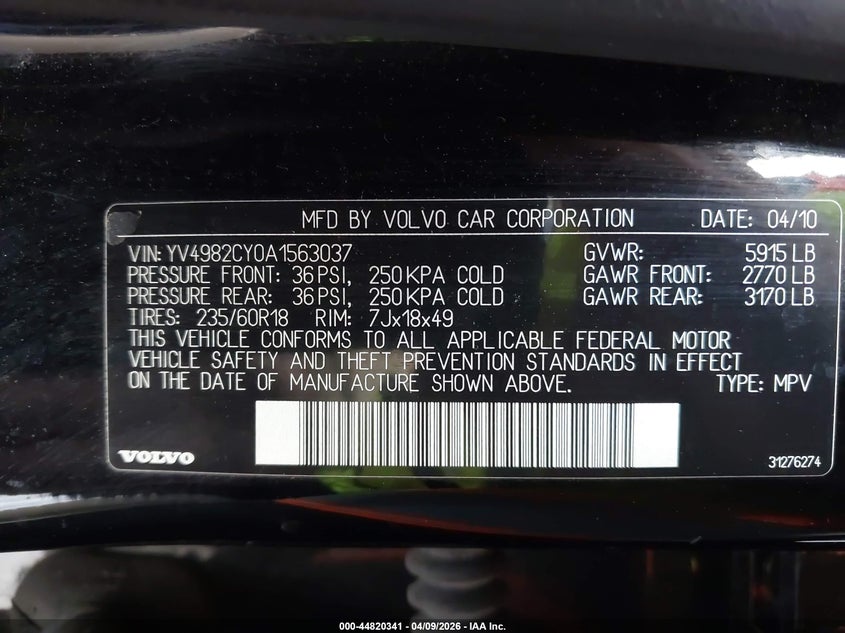 MFD BY VOLVO CAR CORPORATION DATE: 04/10
VIN: YV4982CY0A1563037 GVWR: 5915 LB
PRESSURE FRONT: 36 PSI, 250 KPA COLD GAWR FRONT: 2770 LB
PRESSURE REAR: 36 PSI, 250 KPA COLD GAWR REAR: 3170 LB
TIRES: 235/60R18 RIM: 7Jx18x49
THIS VEHICLE CONFORMS TO ALL APPLICABLE FEDERAL MOTOR
VEHICLE SAFETY AND THEFT PREVENTION STANDARDS IN EFFECT
ON THE DATE OF MANUFACTURE SHOWN ABOVE. TYPE: MPV
VOLVO 31276274
000-44820341 | 04/09/2026 - IAA Inc.